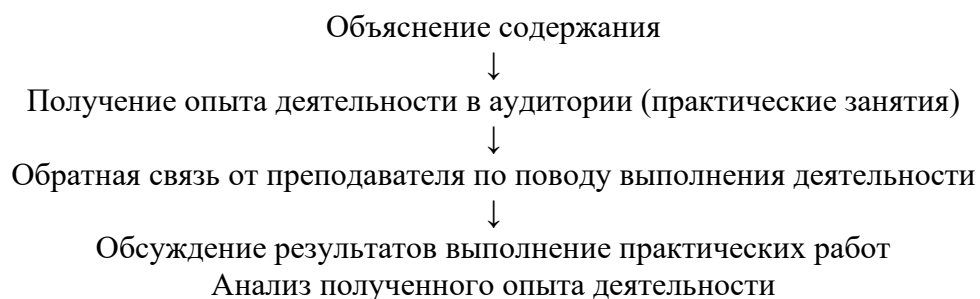 Объяснение содержания
↓
Получение опыта деятельности в аудитории (практические занятия)
↓
Обратная связь от преподавателя по поводу выполнения деятельности
↓
Обсуждение результатов выполнение практических работ
Анализ полученного опыта деятельности